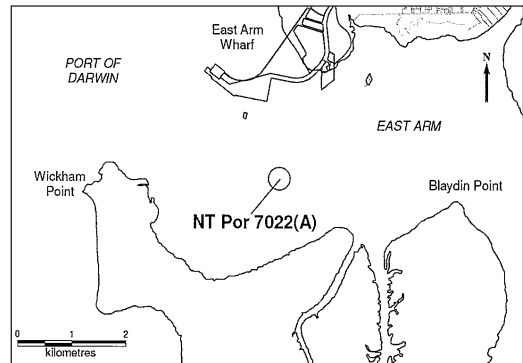 East Arm
Wharf
PORT OF
DARWIN
N
EAST ARM
Wickham
Point
Blaydin Point
NT Por 7022(A)
0 1 2
kilometres